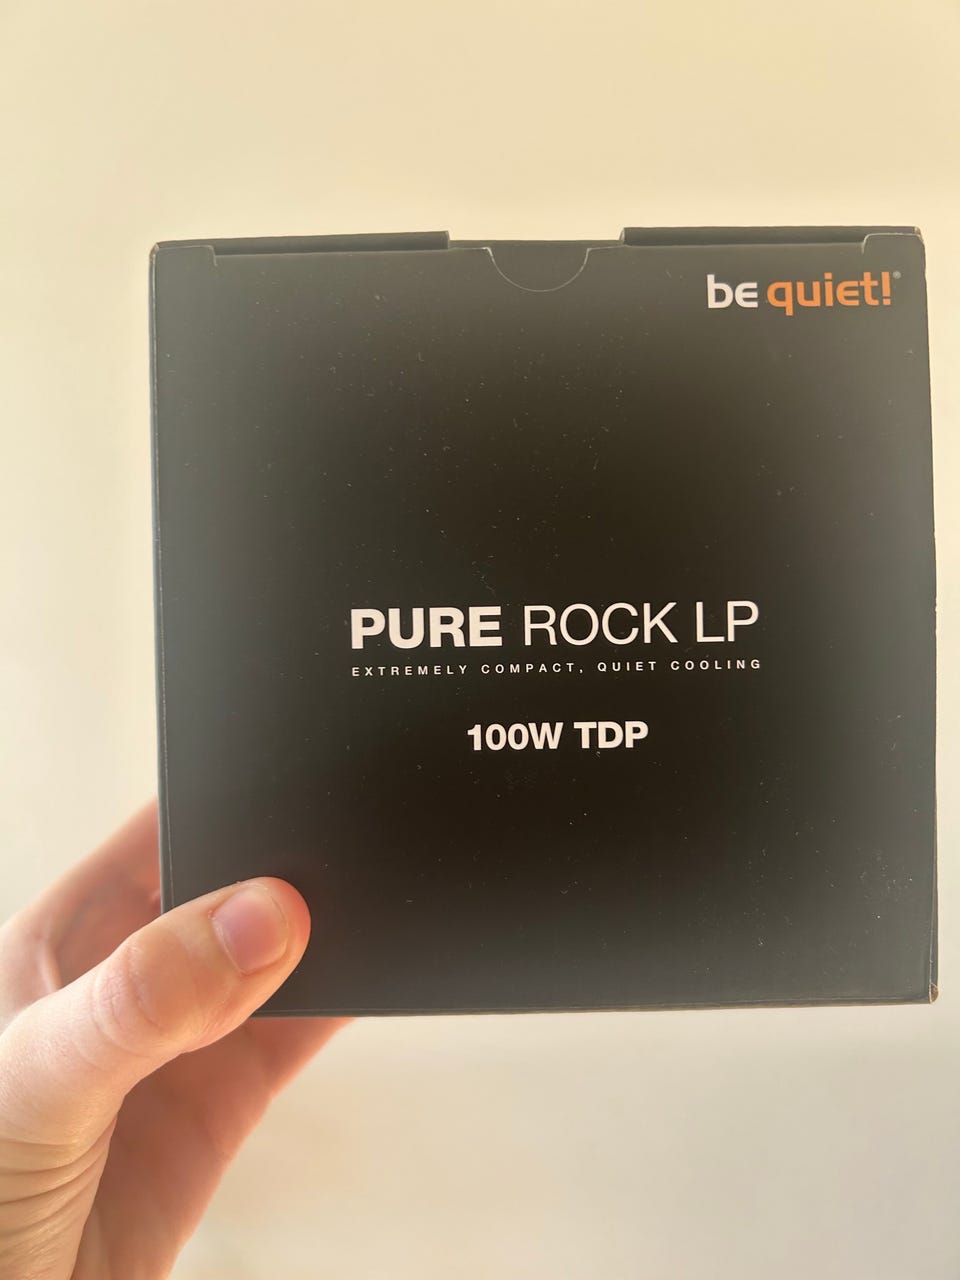 be quiet!®
PURE ROCK LP
EXTREMELY COMPACT, QUIET COOLING
100W TDP